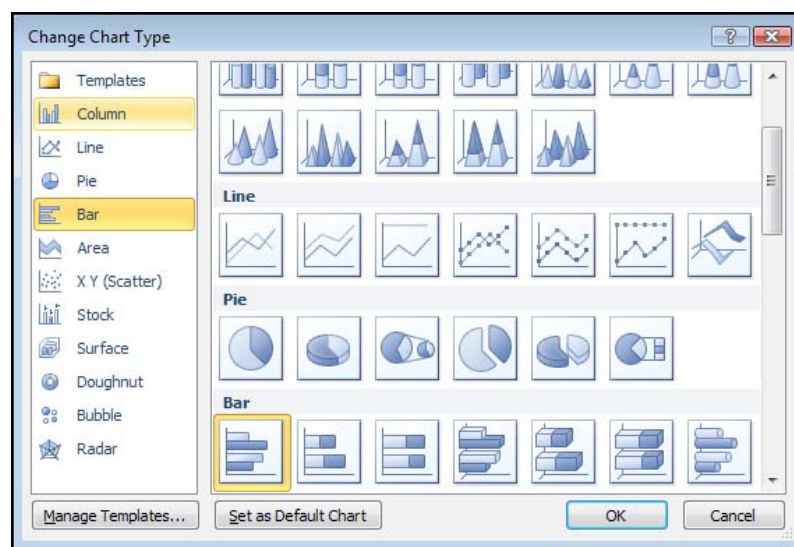 Change Chart Type
Templates
Column
Line
Pie
Bar
Area
X Y (Scatter)
Stock
Surface
Doughnut
Bubble
Radar
Line
Pie
Bar
Manage Templates...
Set as Default Chart
OK
Cancel